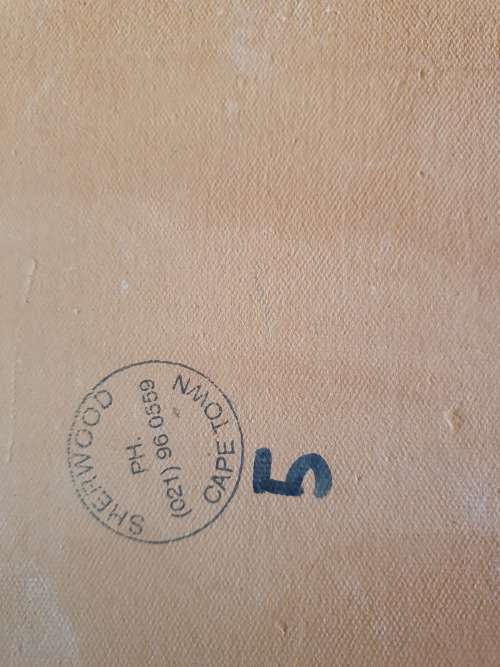 SHERWOOD
PH.
(021) 96 0559
CAPE TOWN
5